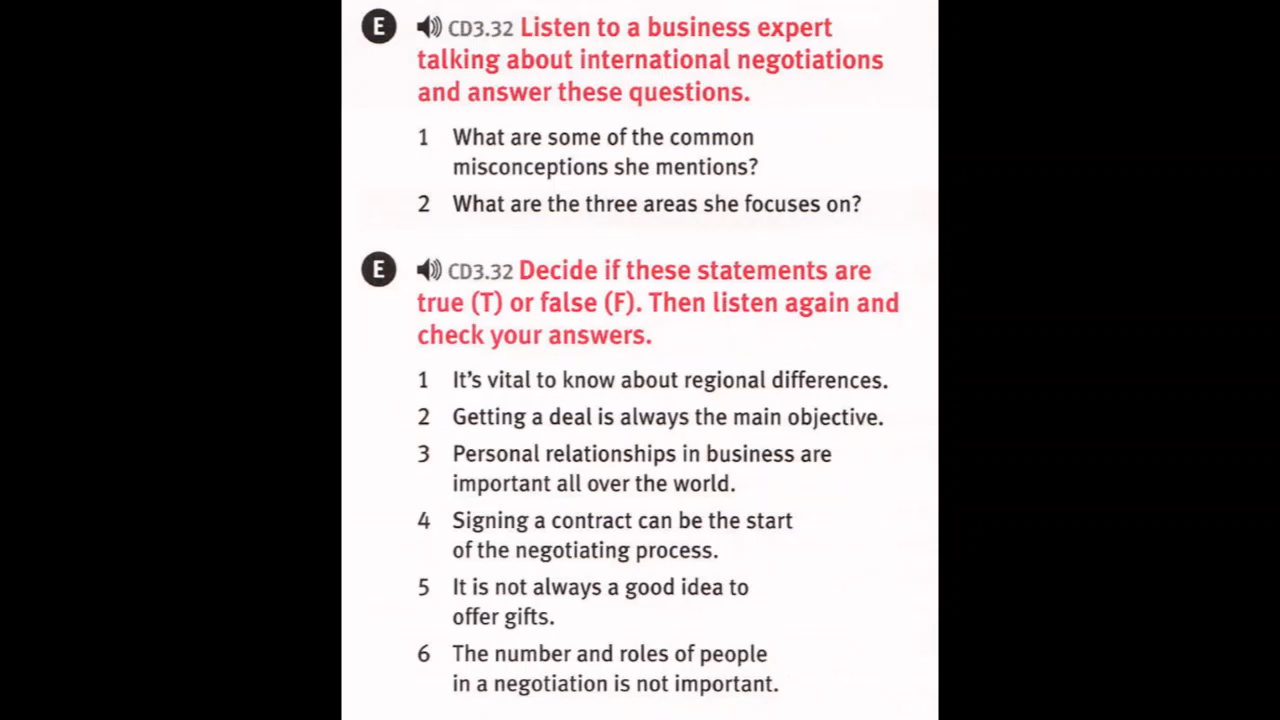 E CD3.32 Listen to a business expert
talking about international negotiations
and answer these questions.
1 What are some of the common
misconceptions she mentions?
2 What are the three areas she focuses on?
E CD3.32 Decide if these statements are
true (T) or false (F). Then listen again and
check your answers.
1 It's vital to know about regional differences.
2 Getting a deal is always the main objective.
3 Personal relationships in business are
important all over the world.
4 Signing a contract can be the start
of the negotiating process.
5 It is not always a good idea to
offer gifts.
6 The number and roles of people
in a negotiation is not important.